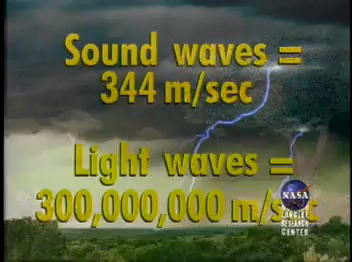 Sound waves =
344 m/sec
Light waves =
300,000,000 m/sec
NASA
LANGLEY
RESEARCH
CENTER